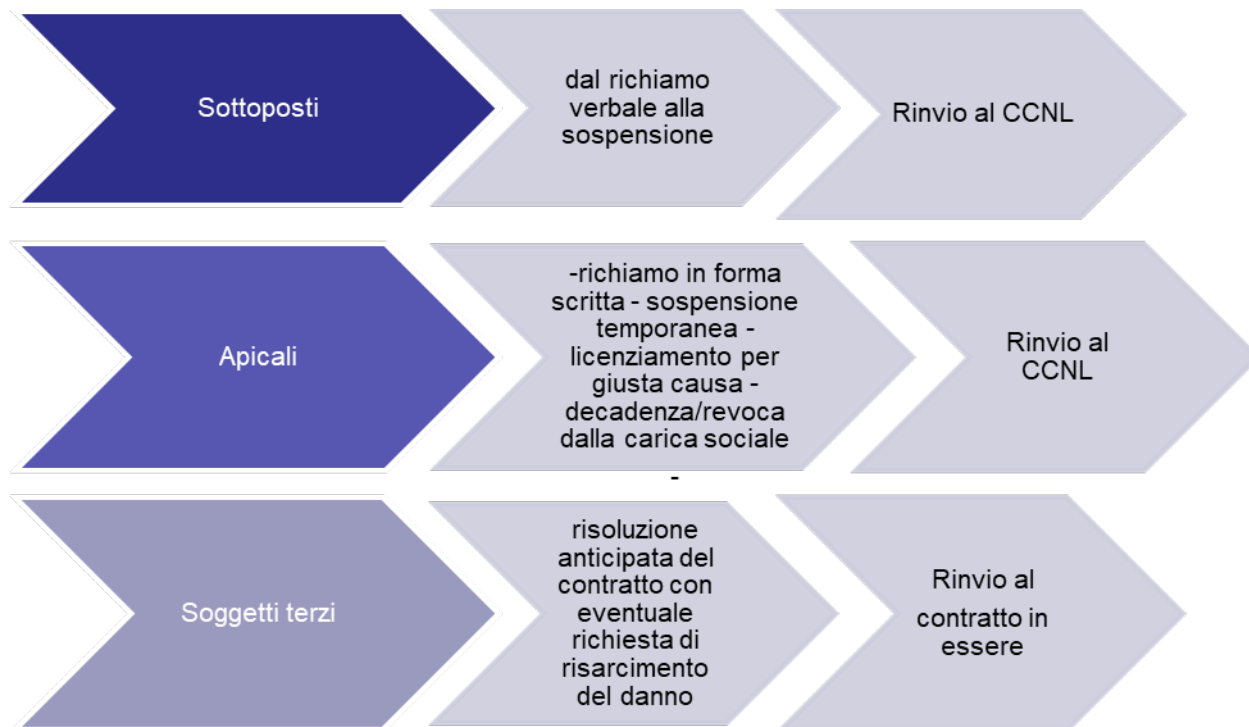 Sottoposti
dal richiamo
verbale alla
sospensione
Rinvio al CCNL
Apicali
-richiamo in forma
scritta - sospensione
temporanea -
licenziamento per
giusta causa -
decadenza/revoca
dalla carica sociale
-
Rinvio al
CCNL
Soggetti terzi
risoluzione
anticipata del
contratto con
eventuale
richiesta di
risarcimento
del danno
Rinvio al
contratto in
essere